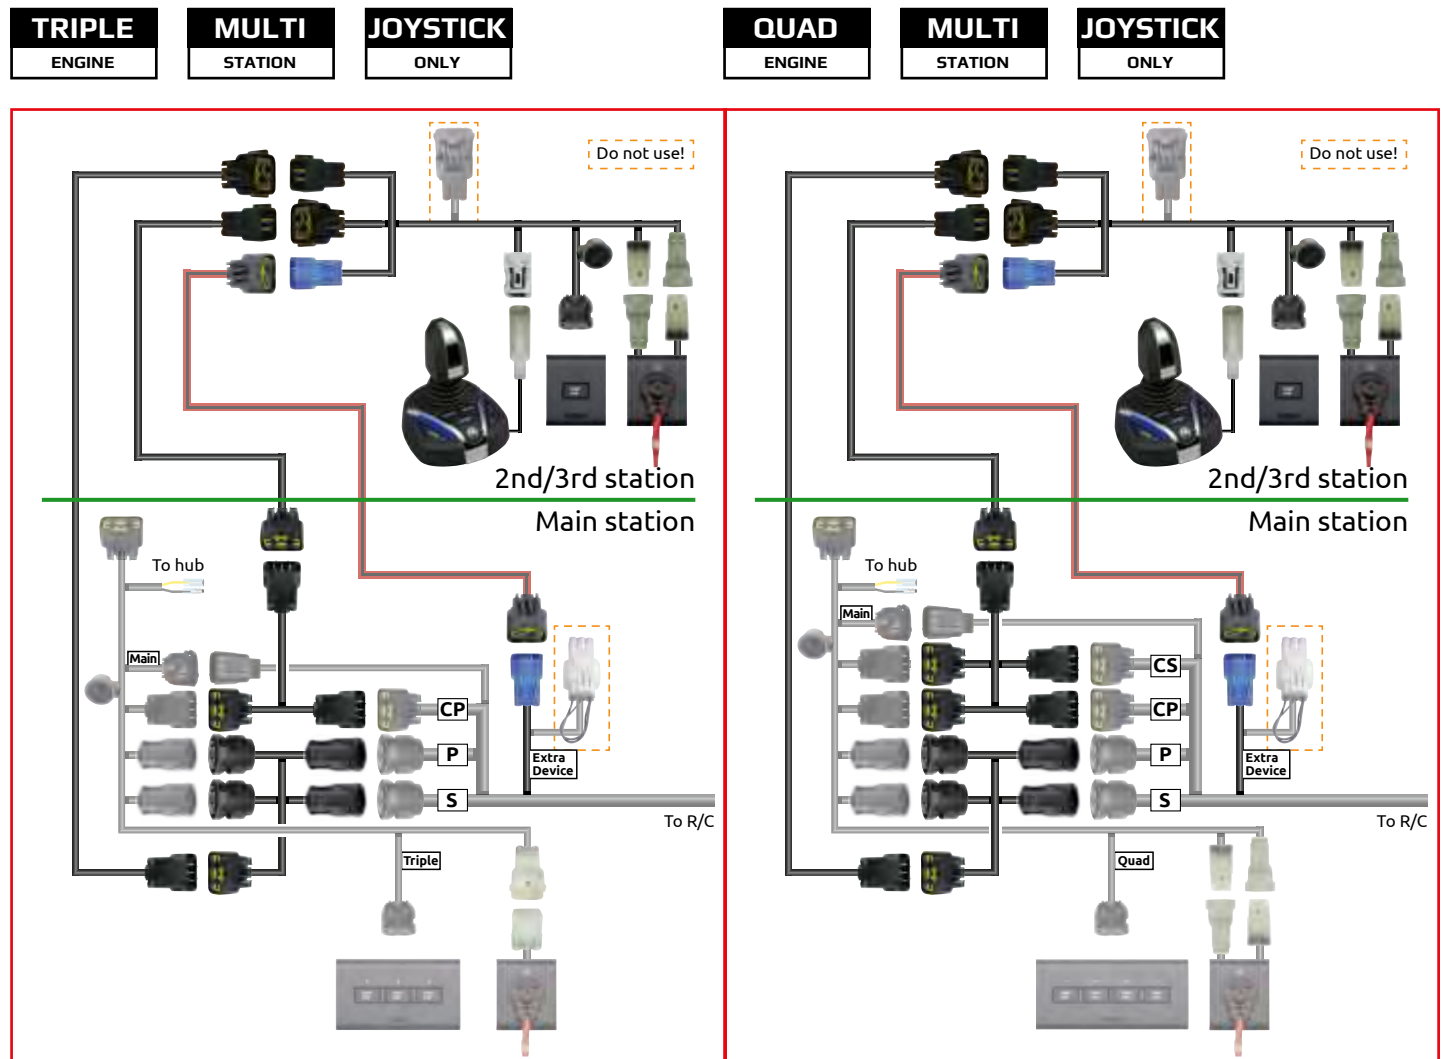 TRIPLE
ENGINE
MULTI
STATION
JOYSTICK
ONLY
QUAD
ENGINE
MULTI
STATION
JOYSTICK
ONLY
Do not use!
2nd/3rd station
Main station
To hub
Main
CP
P
S
Extra
Device
To R/C
Triple
Do not use!
2nd/3rd station
Main station
To hub
Main
CS
CP
P
S
Extra
Device
To R/C
Quad